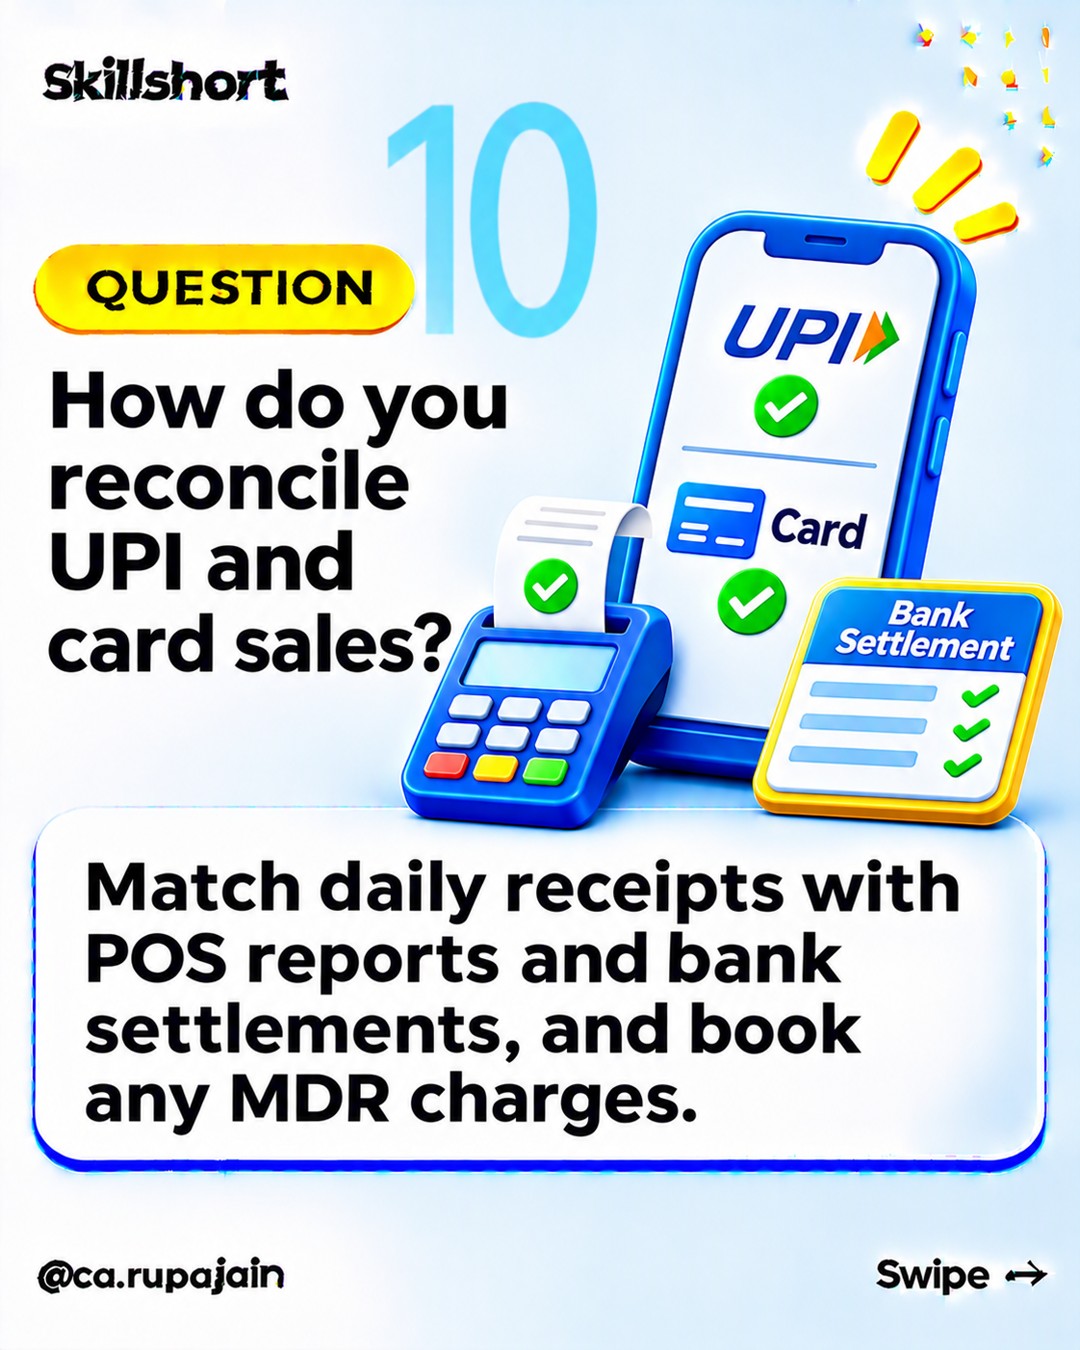 Skillshort
10
QUESTION
How do you
reconcile
UPI and
card sales?
UPI
Card
Bank
Settlement
Match daily receipts with
POS reports and bank
settlements, and book
any MDR charges.
@ca.rupajain
Swipe →